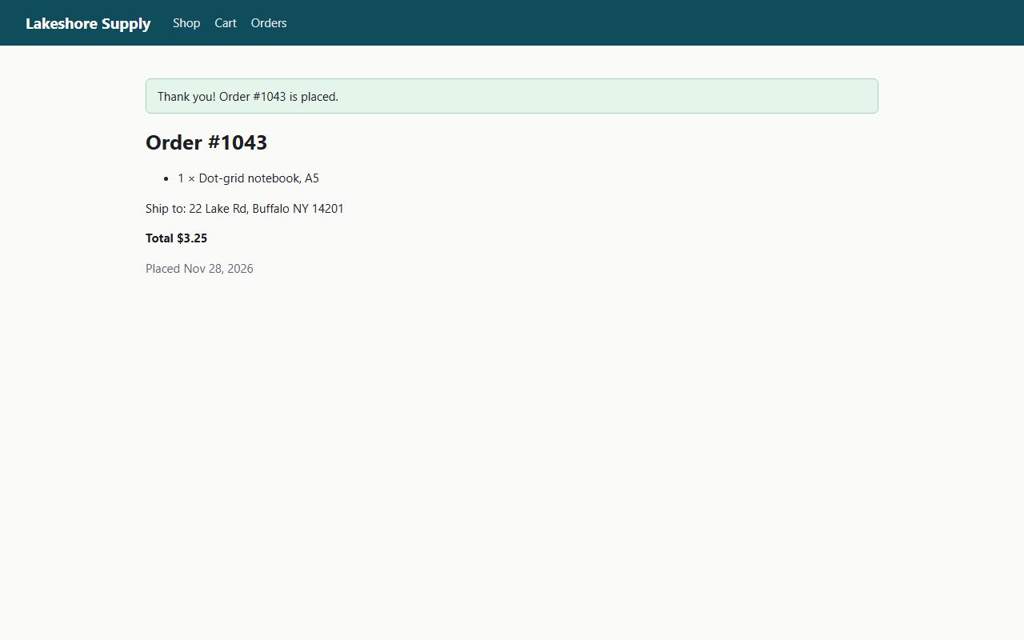 Lakeshore Supply Shop Cart Orders
Thank you! Order #1043 is placed.
Order #1043
1 × Dot-grid notebook, A5
Ship to: 22 Lake Rd, Buffalo NY 14201
Total $3.25
Placed Nov 28, 2026